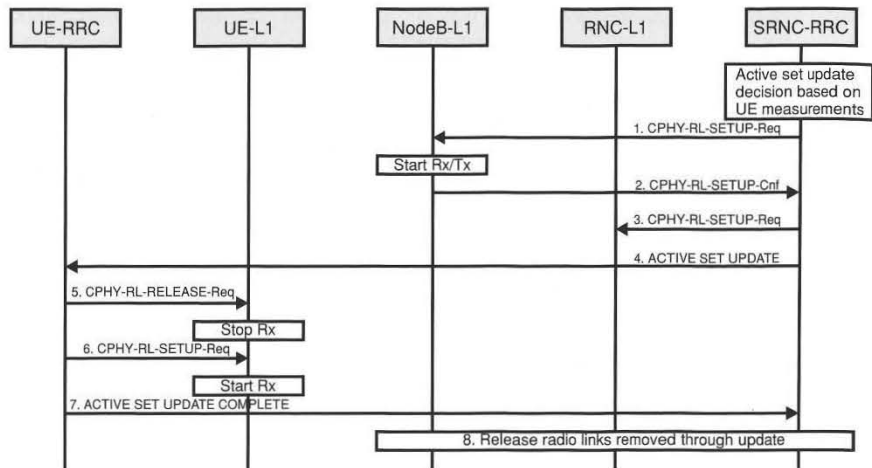 UE-RRC
UE-L1
NodeB-L1
RNC-L1
SRNC-RRC
Active set update
decision based on
UE measurements
1. CPHY-RL-SETUP-Req
Start Rx/Tx
2. CPHY-RL-SETUP-Cnf
3. CPHY-RL-SETUP-Req
4. ACTIVE SET UPDATE
5. CPHY-RL-RELEASE-Req
Stop Rx
6. CPHY-RL-SETUP-Req
Start Rx
7. ACTIVE SET UPDATE COMPLETE
8. Release radio links removed through update